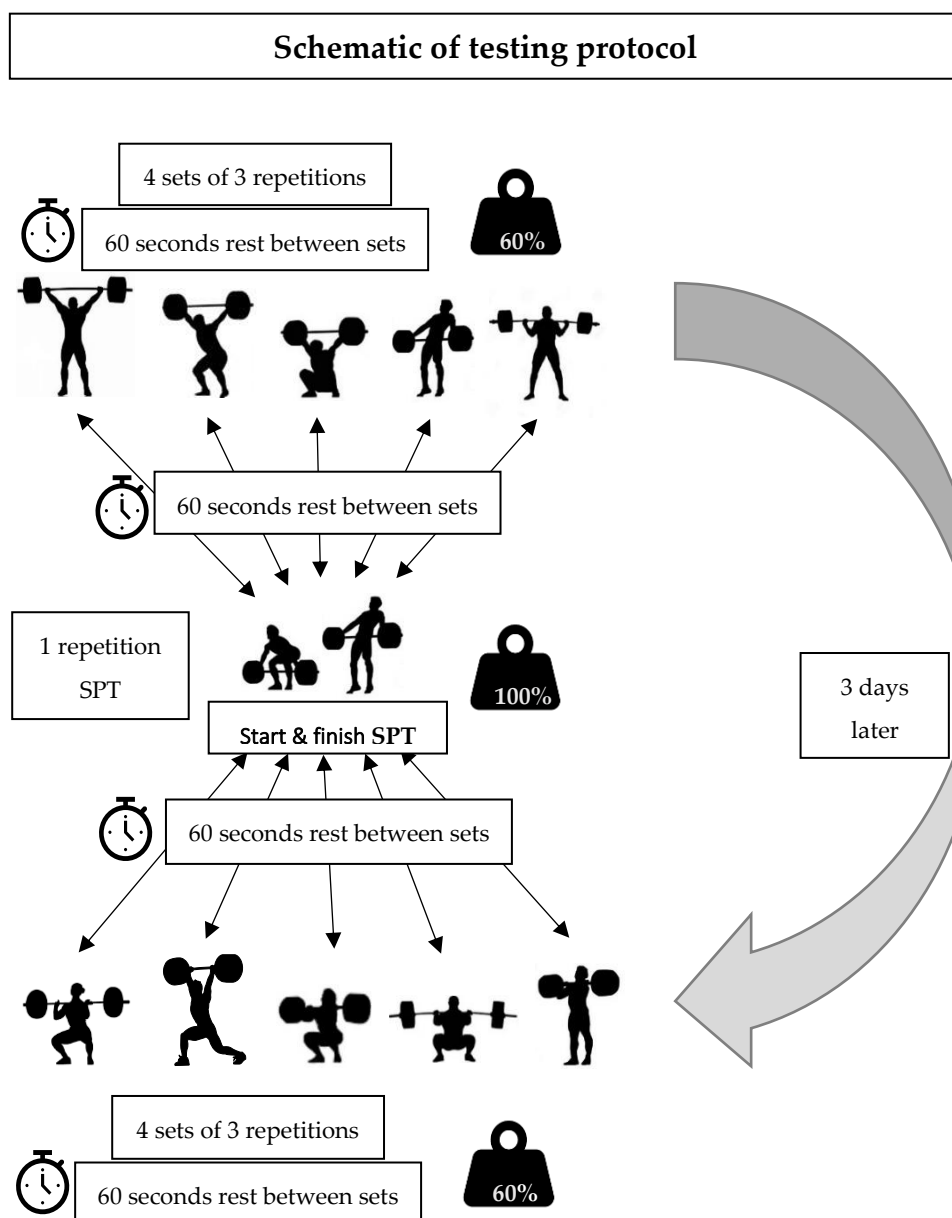 Schematic of testing protocol
4 sets of 3 repetitions
60 seconds rest between sets
60%
60 seconds rest between sets
1 repetition
SPT
100%
Start & finish SPT
3 days
later
60 seconds rest between sets
4 sets of 3 repetitions
60 seconds rest between sets
60%